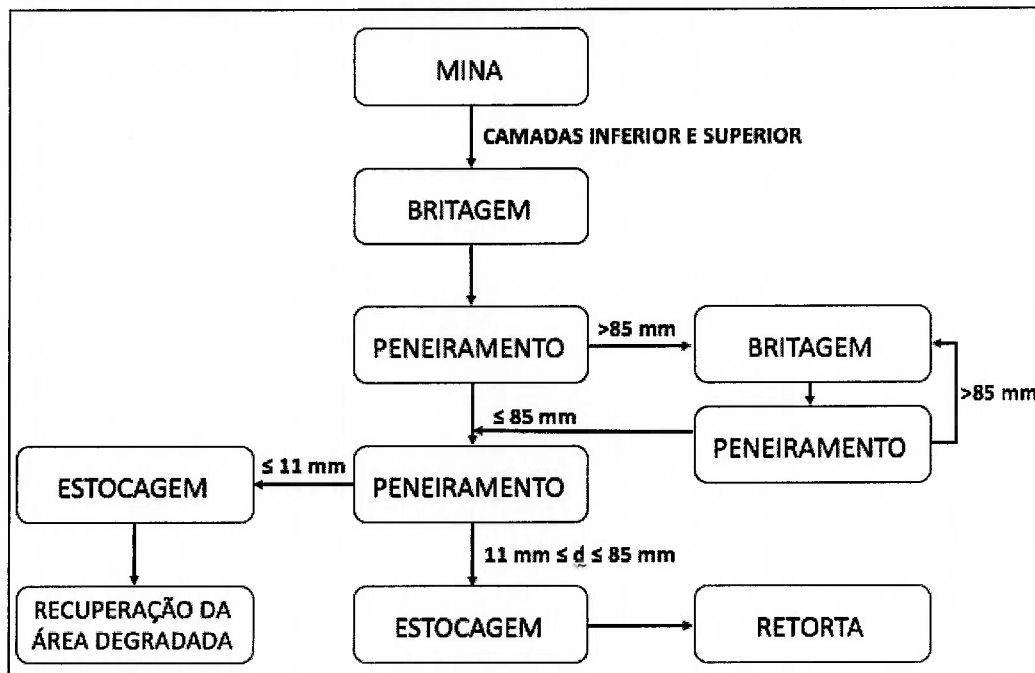 MINA
CAMADAS INFERIOR E SUPERIOR
BRITAGEM
PENEIRAMENTO
>85 mm
BRITAGEM
>85 mm
≤ 85 mm
PENEIRAMENTO
≤ 11 mm
ESTOCAGEM
PENEIRAMENTO
11 mm ≤ d ≤ 85 mm
RECUPERAÇÃO DA
ÁREA DEGRADADA
ESTOCAGEM
RETORTA